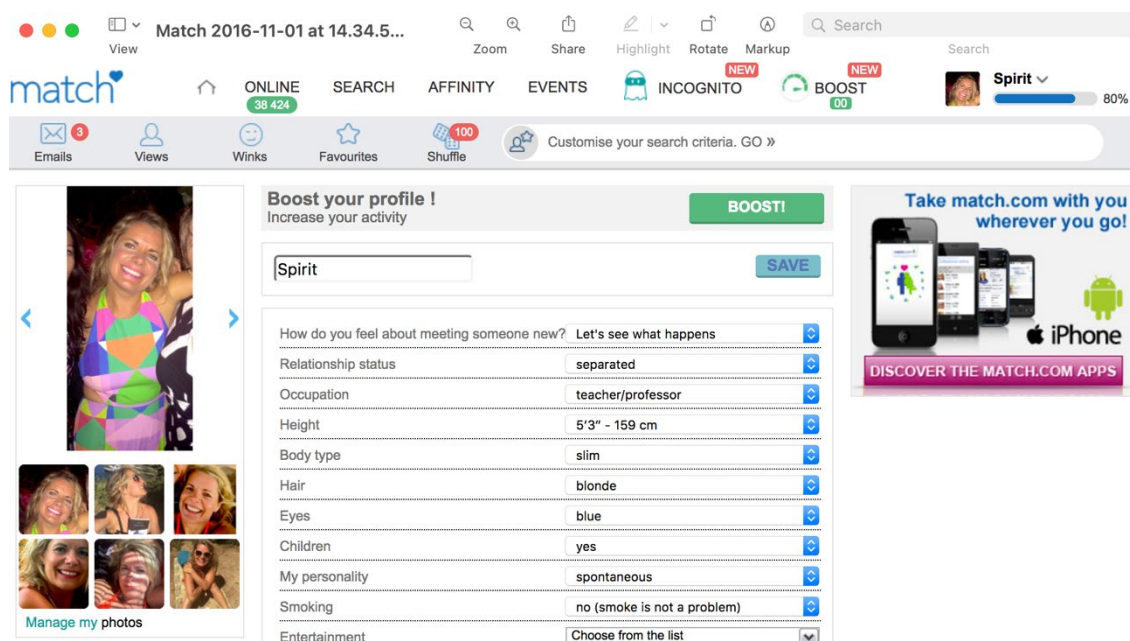 Match 2016-11-01 at 14.34.5...
View
Zoom
Share
Highlight
Rotate
Markup
Search
Search
match
ONLINE
38 424
SEARCH
AFFINITY
EVENTS
INCOGNITO
NEW
BOOST
NEW
00
Spirit
80%
Emails
3
Views
Winks
Favourites
Shuffle
100
Customise your search criteria. GO »
Boost your profile !
Increase your activity
BOOST!
Spirit
SAVE
How do you feel about meeting someone new? Let's see what happens
Relationship status separated
Occupation teacher/professor
Height 5'3" - 159 cm
Body type slim
Hair blonde
Eyes blue
Children yes
My personality spontaneous
Smoking no (smoke is not a problem)
Entertainment Choose from the list
Manage my photos
Take match.com with you
wherever you go!
iPhone
DISCOVER THE MATCH.COM APPS